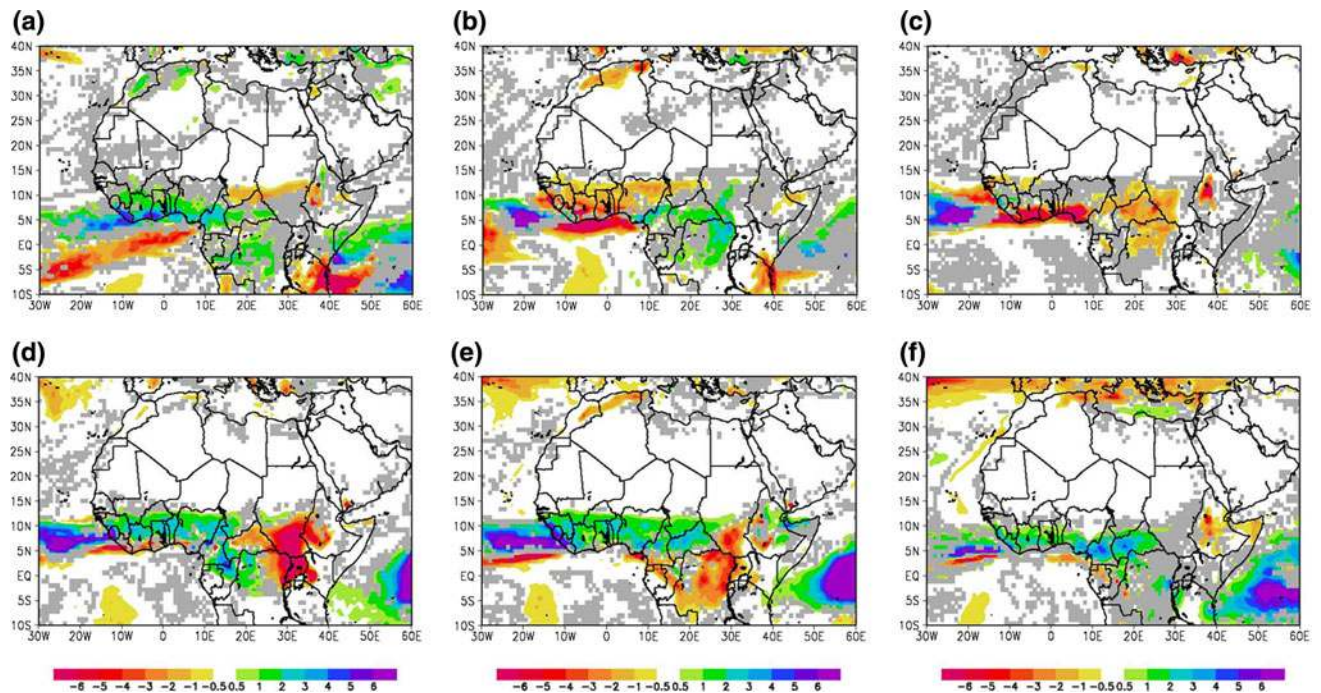 (a) (b) (c)
40N 40N 40N
35N 35N 35N
30N 30N 30N
25N 25N 25N
20N 20N 20N
15N 15N 15N
10N 10N 10N
5N 5N 5N
EQ EQ EQ
5S 5S 5S
10S 10S 10S
30W 20W 10W 0 10E 20E 30E 40E 50E 60E 30W 20W 10W 0 10E 20E 30E 40E 50E 60E 30W 20W 10W 0 10E 20E 30E 40E 50E 60E
(d) (e) (f)
40N 40N 40N
35N 35N 35N
30N 30N 30N
25N 25N 25N
20N 20N 20N
15N 15N 15N
10N 10N 10N
5N 5N 5N
EQ EQ EQ
5S 5S 5S
10S 10S 10S
30W 20W 10W 0 10E 20E 30E 40E 50E 60E 30W 20W 10W 0 10E 20E 30E 40E 50E 60E 30W 20W 10W 0 10E 20E 30E 40E 50E 60E
-6 -5 -4 -3 -2 -1 -0.5 0.5 1 2 3 4 5 6 -6 -5 -4 -3 -2 -1 -0.5 0.5 1 2 3 4 5 6 -6 -5 -4 -3 -2 -1 -0.5 0.5 1 2 3 4 5 6